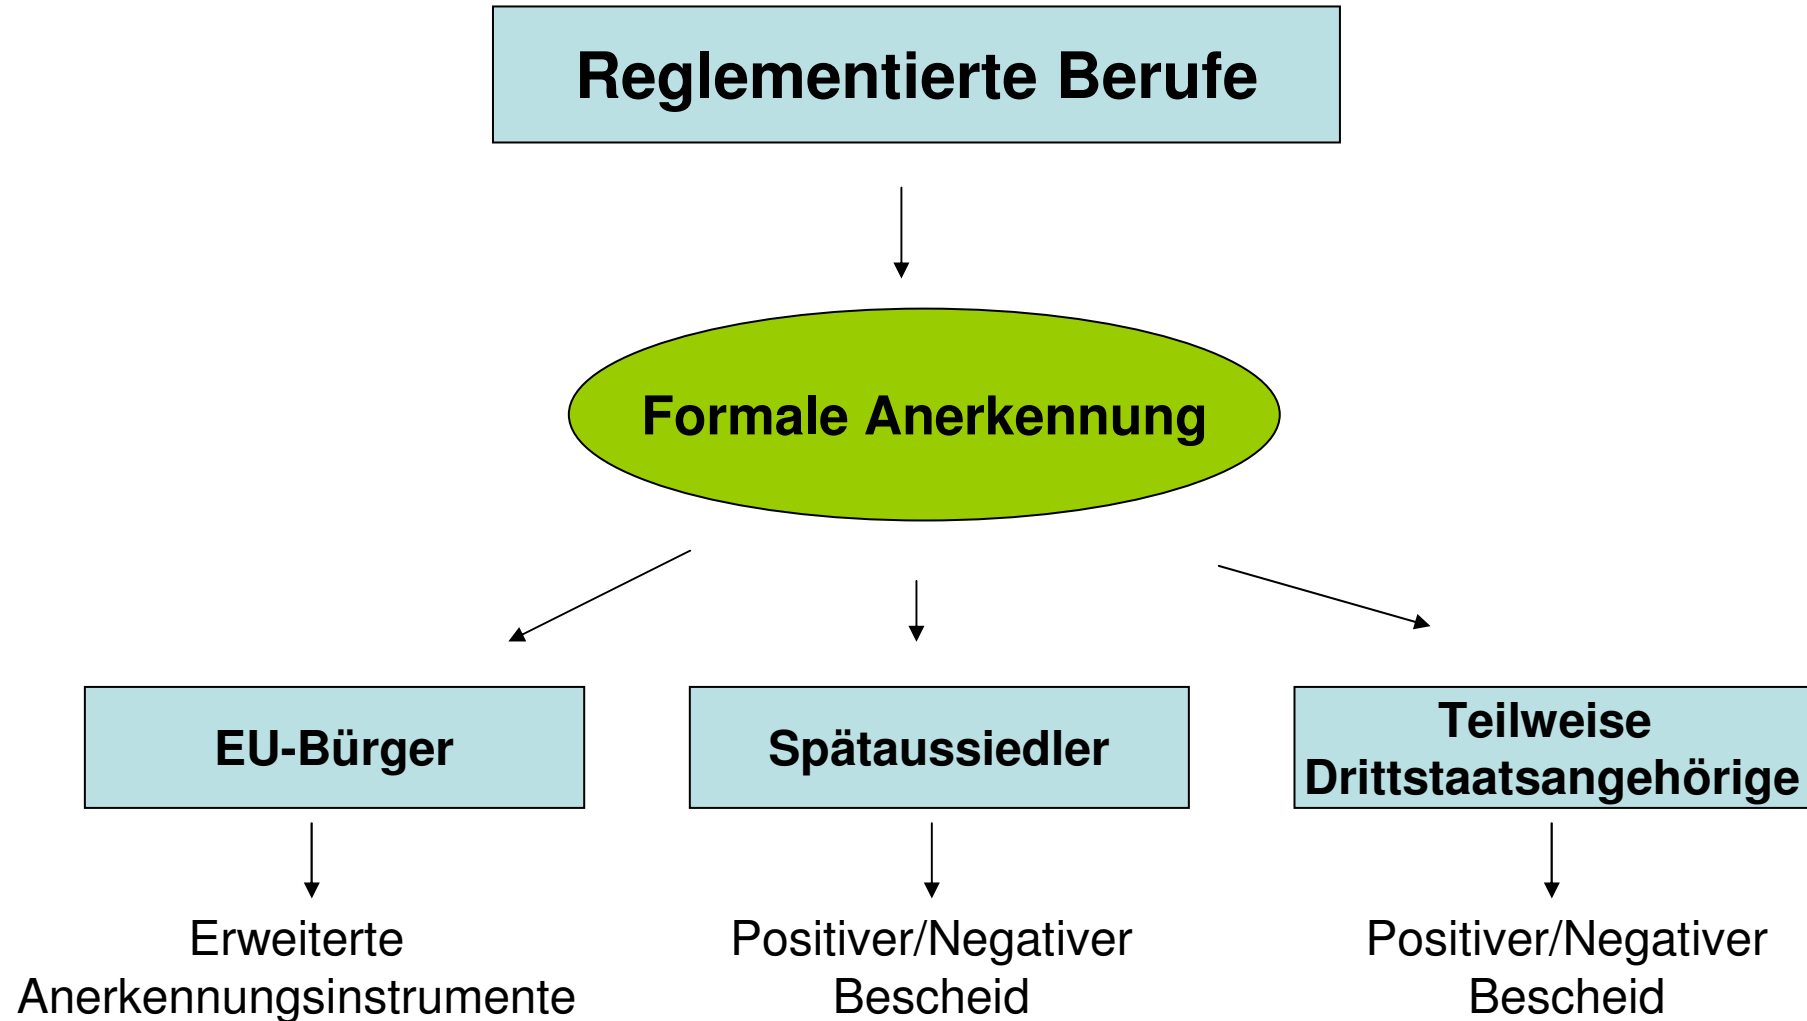 Reglementierte Berufe
Formale Anerkennung
EU-Bürger
Spätaussiedler
Teilweise
Drittstaatsangehörige
Erweiterte
Anerkennungsinstrumente
Positiver/Negativer
Bescheid
Positiver/Negativer
Bescheid